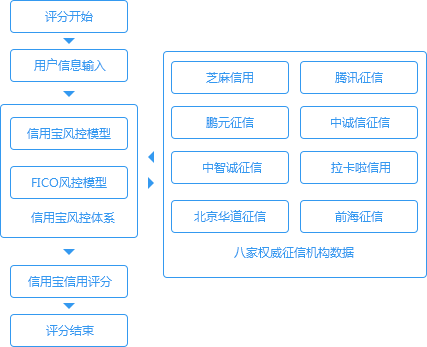 评分开始
用户信息输入
信用宝风控模型
FICO风控模型
信用宝风控体系
信用宝信用评分
评分结束
芝麻信用
腾讯征信
鹏元征信
中诚信征信
中智诚征信
拉卡啦信用
北京华道征信
前海征信
八家权威征信机构数据